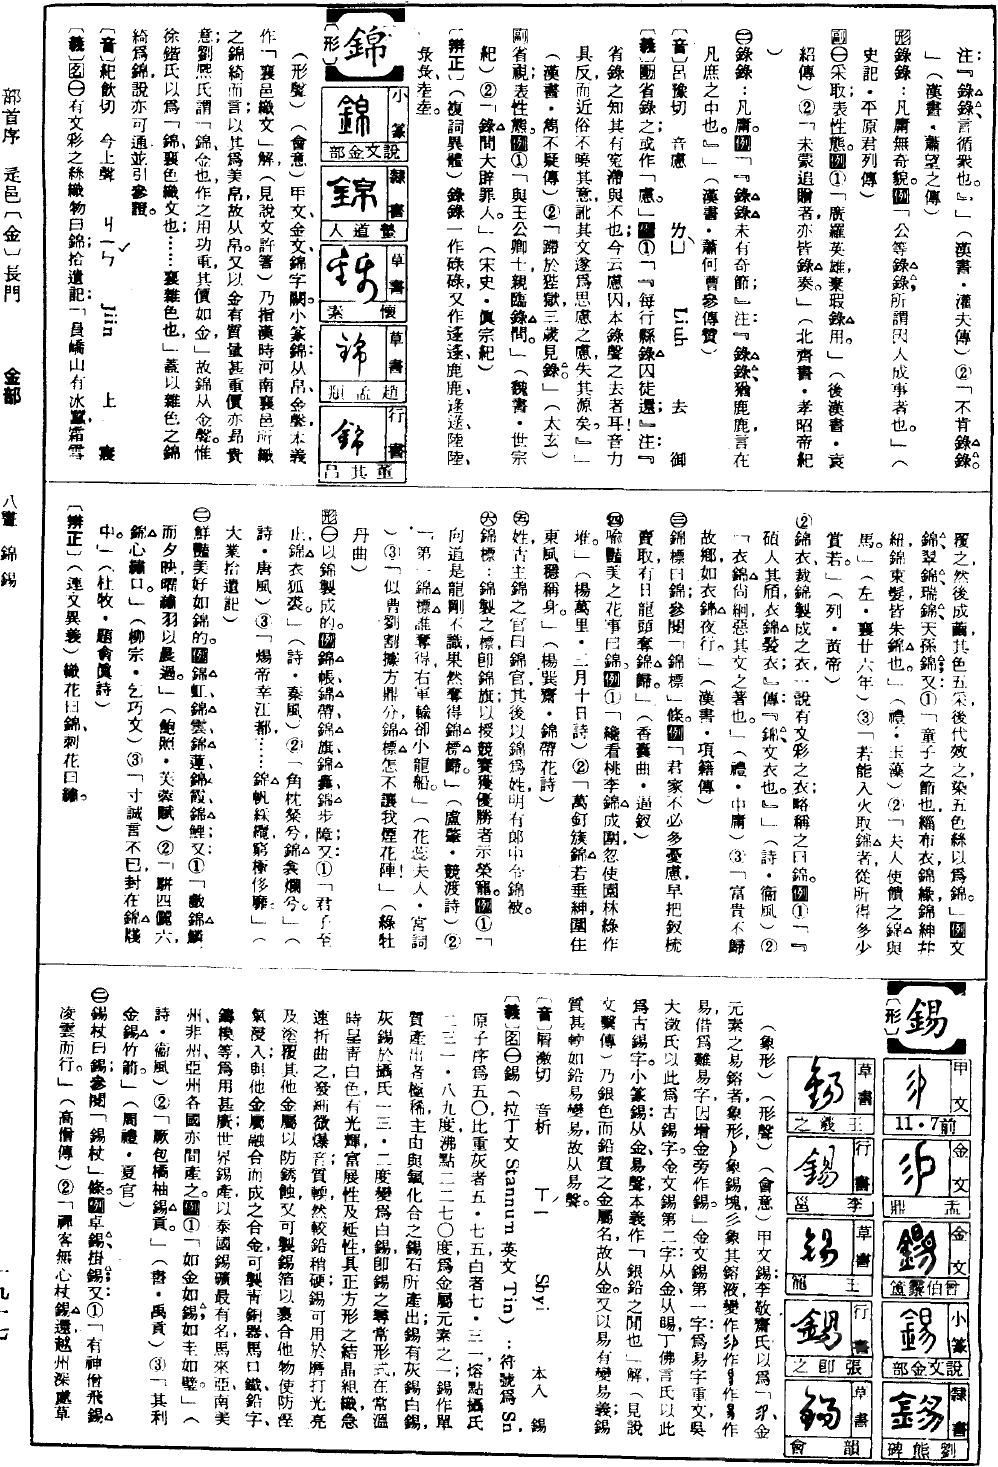 注：『錄錄，言循衆也。』」（漢書・灌夫傳）②「不肯錄錄。
」（漢書・蕭望之傳）
形錄錄：凡庸無奇貌。例「公等錄錄，所謂因人成事者也。」（
史記・平原君列傳）
副㊀采取，表性態。例①「廣羅英雄，棄瑕錄用。」（後漢書・袁
紹傳）②「未蒙追贈者，亦皆錄奏。」（北齊書・孝昭帝紀
）
㊁錄錄：凡庸。例「『錄錄未有奇節。』注：『錄錄，猶鹿鹿，言在
凡庶之中也。』」（漢書・蕭何曹參傳贊）
〔音〕呂豫切　音慮　ㄌㄩˋ　Liuh　去　御
〔義〕動省錄之，或作「慮。」例①「『每行縣錄囚徒還。』注：『
省錄之，知其有寃滯與不也。今云慮囚，本錄聲之去者耳，音力
具反，而近俗不曉其意，訛其文遂爲思慮之慮，失其源矣。』」
（漢書・雋不疑傳）②「蹛於狴獄，三歲見錄。」（太玄）
副省視，表性態。例①「與王公卿士，親臨錄問。」（魏書・世宗
紀）②「錄問大辟罪人。」（宋史・眞宗紀）
〔辨正〕（複詞異體）錄錄一作碌碌，又作逯逯、鹿鹿、逯逯、陸陸、
彔彔、坴坴。
錦
〔形〕
小篆　說文金部
隸書　螯道人
草書　懷素
草書　趙孟頫
行書　董其昌
（形聲）（會意）甲文、金文錦字闕。小篆錦：从帛，金聲，本義
作「襄邑織文」解，（見說文許箸）乃指漢時河南襄邑所織
之錦綺而言；以其爲美帛，故从帛。又以金有質量甚重，價亦昂貴
意，劉熙氏謂「錦，金也，作之用功重，其價如金，」故錦从金聲。惟
徐鍇氏以爲「錦，襄色織文也；……襄，雜色也，」蓋以雜色之錦
綺爲錦，說亦可通，並引參證。
〔音〕紀飲切　今上聲　ㄐㄧㄣˇ　Jiin　上　寢
〔義〕名㊀有文彩之絲織物曰錦；拾遺記「員嶠山有冰蠶，霜雪
覆之，然後成繭，其色五采，後代效之，染五色絲以爲錦。」例文
錦、翠錦、瑞錦、天孫錦；又①「童子之節也，緇布衣，錦緣，錦紳并
紐，錦束髮，皆朱錦也。」（禮・玉藻）②「夫人使饋之錦與
馬。」（左・襄廿六年）③「若能入火取錦者，從所得多少
賞若。」（列・黃帝）
㊁錦衣，裁錦製成之衣，一說有文彩之衣；略稱之曰錦。例①「『
碩人其頎，衣錦褧衣。』傳『錦，文衣也。』」（詩・衞風）②
「衣錦尚絅，惡其文之著也。」（禮・中庸）③「富貴不歸
故鄉，如衣錦夜行。」（漢書・項籍傳）
㊂錦標曰錦；參閱「錦標」條。例「君家不必多憂慮，早把釵梳
賣取，有日龍頭奪錦歸。」（香囊曲・過釵）
㊃喻豔美之花事曰錦。例①「纔看桃李錦成圍，忽使園林綠作
堆。」（楊萬里・二月十日詩）②「萬釘簇錦若垂紳，圍住
東風穩稱身。」（楊巽齋・錦帶花詩）
㊄姓，古主錦之官曰錦官，其後以錦爲姓，明有郎中令錦被。
㊅錦標：錦製之標，卽錦旗，以授競賽獲優勝者示榮寵。例①「
向道是龍剛不識，果然奪得錦標歸。」（盧肇・競渡詩）②
「第一錦標誰奪得，右軍輸卻小龍船。」（花蕊夫人・宮詞
）③「似曹劉割據方鼎分，錦標怎不讓我煙花陣！」（綠牡
丹曲）
形㊀以錦製成的。例錦帳、錦帶、錦旗、錦囊、錦步障；又①「君子至
止，錦衣狐裘。」（詩・秦風）②「角枕粲兮，錦衾爛兮。」（
詩・唐風）③「煬帝幸江都，……錦帆綵纜，窮極侈靡。」（
大業拾遺記）
㊁鮮豔美好如錦的。例錦虹、錦雲、錦蓮、錦霞、錦鯉；又①「散錦鱗
而夕映，曜繡羽以晨過。」（鮑照・芙蓉賦）②「駢四儷六，
錦心繡口。」（柳宗・乞巧文）③「寸誠言不盡，封在錦牋
中。」（杜牧・題俞眞詩）
〔辨正〕（連文異義）織花曰錦，刺花曰繡。
錫
〔形〕
甲文　前7・11
金文　盂鼎
金文　曾伯霥簠
小篆　說文金部
隸書　劉熊碑
草書　王羲之
行書　李邕
草書　王寵
行書　張卽之
草書　韻會
（象形）（形聲）（會意）甲文錫，李敬齋氏以爲「，金
元素之易鎔者，象形，象錫塊，彡象其鎔液，變作，作，作
易，借爲難易字，因增金旁作錫。」金文錫第一字：爲易字重文，吳
大澂氏以此爲古錫字。金文錫第二字：从金，从暘，丁佛言氏以此
爲古錫字。小篆錫：从金，易聲，本義作「銀鉛之閒也」解，（見說
文繫傳）乃銀色而鉛質之金屬名，故从金。又以易有變易義，錫
質其輭如鉛，易變易，故从易聲。
〔音〕屑激切　音析　ㄒㄧ　Shyi　本入　錫
〔義〕名㊀錫（拉丁文Stannun英文Tin）：符號爲Sn，
原子序爲五〇，比重灰者五・七五，白者七・三一，熔點攝氏
二三一・八九度，沸點二二七〇度，爲金屬元素之一；錫作單
質產出者極稀，主由與氧化合之錫石所產出；錫有灰錫、白錫，
灰錫於攝氏一三・二度變爲白錫，卽錫之尋常形式，在常溫
時呈靑白色，有光輝，富展性及延性，具正方形之結晶組織，急
速折曲之，發細微爆音，質輭，然較鉛稍硬；錫可用於磨打光亮
及塗覆其他金屬以防銹蝕，又可製錫箔以裹合他物，使防溼
氣浸入，與他金屬融合而成之合金，可製靑銅器、馬口鐵、鉛字、
鑄模等，爲用甚廣；世界錫產以泰國錫礦最有名，馬來亞、南美
州、非州、亞州各國亦間產之。例①「如金如錫，如圭如璧。」（
詩・衞風）②「厥包橘柚錫貢。」（書・禹貢）③「其利
金錫竹箭。」（周禮・夏官）
㊁錫杖曰錫；參閱「錫杖」條。例卓錫、掛錫；又①「有神僧飛錫
凌雲而行。」（高僧傳）②「禪客無心杖錫還，越州深處草
部首序　辵邑〔金〕長門　金部　八畫　錦　錫　一九一七